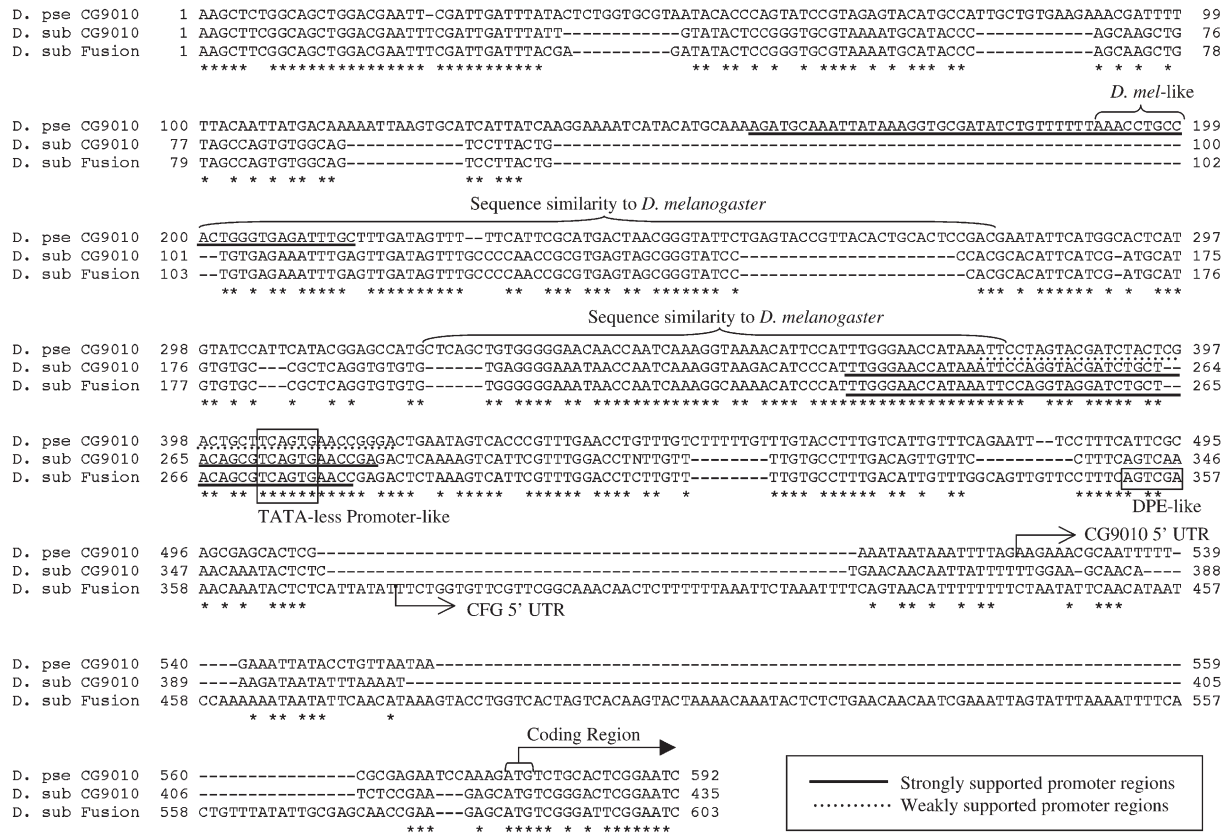 D. pse CG9010 1 AAGCTCTGGCAGCTGGACGAATT-CGATTGATTTATACTCTGGTGCGTAATACACCCAGTATCCGTAGAGTACATGCCATTGCTGTGAAGAAACGATTTT 99
D. sub CG9010 1 AAGCTTCGGCAGCTGGACGAATTTCGATTGATTTATT-------------GTATACTCCGGGTGCGTAAAATGCATACCC------------AGCAAGCTG 76
D. sub Fusion 1 AAGCTTCGGCAGCTGGACGAATTTCGATTGATTTACGA------------GATATACTCCGGGTGCGTAAAATGCATACCC-----------AGCAAGCTG 78
D. mel-like
D. pse CG9010 100 TTACAATTATGACAAAAATTAAGTGCATCATTATCAAGGAAAATCATACATGCAAAAGATGCAAATTATAAAGGTGCGATATCTGTTTTTTAAACCTGCC 199
D. sub CG9010 77 TAGCCAGTGTGGCAG--------------TCCTTACTG---------------------------------------------------------------- 100
D. sub Fusion 79 TAGCCAGTGTGGCAG--------------TCCTTACTG---------------------------------------------------------------- 102
Sequence similarity to D. melanogaster
D. pse CG9010 200 ACTGGGTGAGATTTGCTTTGATAGTTT--TTCATTCGCATGACTAACGGGTATTCTGAGTACCGTTACACTGCACTCCGACGAATATTCATGGCACTCAT 297
D. sub CG9010 101 --TGTGAGAAATTTGAGTTGATAGTTTGCCCCAACCGCGTGAGTAGCGGGTATCC----------------------CCACGCACATTCATCG-ATGCAT 175
D. sub Fusion 103 --TGTGAGAAATTTGAGTTGATAGTTTGCCCCAACCGCGTGAGTAGCGGGTATCC----------------------CACGCACATTCATCG-ATGCAT 176
Sequence similarity to D. melanogaster
D. pse CG9010 298 GTATCCATTCATACGGAGCCATGCTCAGCTGTGGGGGAACAACCAATCAAAGGTAAAACATTCCATTTGGGAACCATAAATTCCTAGTACGATCTACTCG 397
D. sub CG9010 176 GTGTGC---CGCTCAGGTGTGTG------TGAGGGGAATAACCAATCAAAGGTAAGACATCCCATTTGGGAACCATAAATTCCAGGTACGATCTGCT- 264
D. sub Fusion 177 GTGTGC---CGCTCAGGTGTGTG------TGGGGGGAAATAACCAATCAAAGGCAAAACATCCCATTTGGGAACCATAAATTCCAGGTAGGATCTGCT- 265
D. pse CG9010 398 ACTGCTTCAGTGAACCGGGACTGAATAGTCACCCGTTTGAACCTGTTTGTCTTTTTGTTTGTACCTTTGTCATTGTTTCAGAATT--TCCTTTCATTCGC 495
D. sub CG9010 265 ACAGCGTCAGTGAACCGAGACTCAAAAGTCATTCGTTTGGACCTNTTGTT------TTGTGCCTTTGACAGTTGTTC------CTTTCAGTCAA 346
D. sub Fusion 266 ACAGCGTCAGTGAACCGAGACTCTAAAGTCATTCGTTTGGACCTCTTGTT------TTGTGCCTTTGACATTGTTTGGCAGTTGTTCCTTTCAGTCGA 357
TATA-less Promoter-like
DPE-like
CG9010 5’ UTR
D. pse CG9010 496 AGCGAGCACTCG-------------------------------------------------------AAATAATAAATTTTAGAAGAAACGCAATTTTT- 539
D. sub CG9010 347 AACAAATACTCTC-----------------------------------------------------TGAACAACAATTATTTTTTGGAA-GCAACA---- 388
D. sub Fusion 358 AACAAATACTCTCATTATATTTCTGGTGTTCGTTCGGCAAACAACTCTTTTTTAAATTCTAAATTTTCAGTAACATTTTTTTTCTAATATTCAACATAAT 457
CFG 5’ UTR
D. pse CG9010 540 ----GAAATTATACCTGTTAATAA---------------------------------------------------------------------------- 559
D. sub CG9010 389 ----AAGATAATATTTAAAAT------------------------------------------------------------------------------- 405
D. sub Fusion 458 CCAAAAAATAATATTCAACATAAAGTACCTGGTCACTAGTCACAAGTACTAAAACAAATACTCTCTGAACAACAATCGAAATTAGTATTTAAAATTTTCA 557
Coding Region
D. pse CG9010 560 ----------------CGCGAGAATCCAAAGATGTCTGCACTCGGAATC 592
D. sub CG9010 406 ----------------TCTCCGAA---GAGCATGTCGGGACTCGGAATC 435
D. sub Fusion 558 CTGTTTATATTGCGAGCAACCGAA---GAGCATGTCGGGATTCGGAATC 603
Strongly supported promoter regions
Weakly supported promoter regions